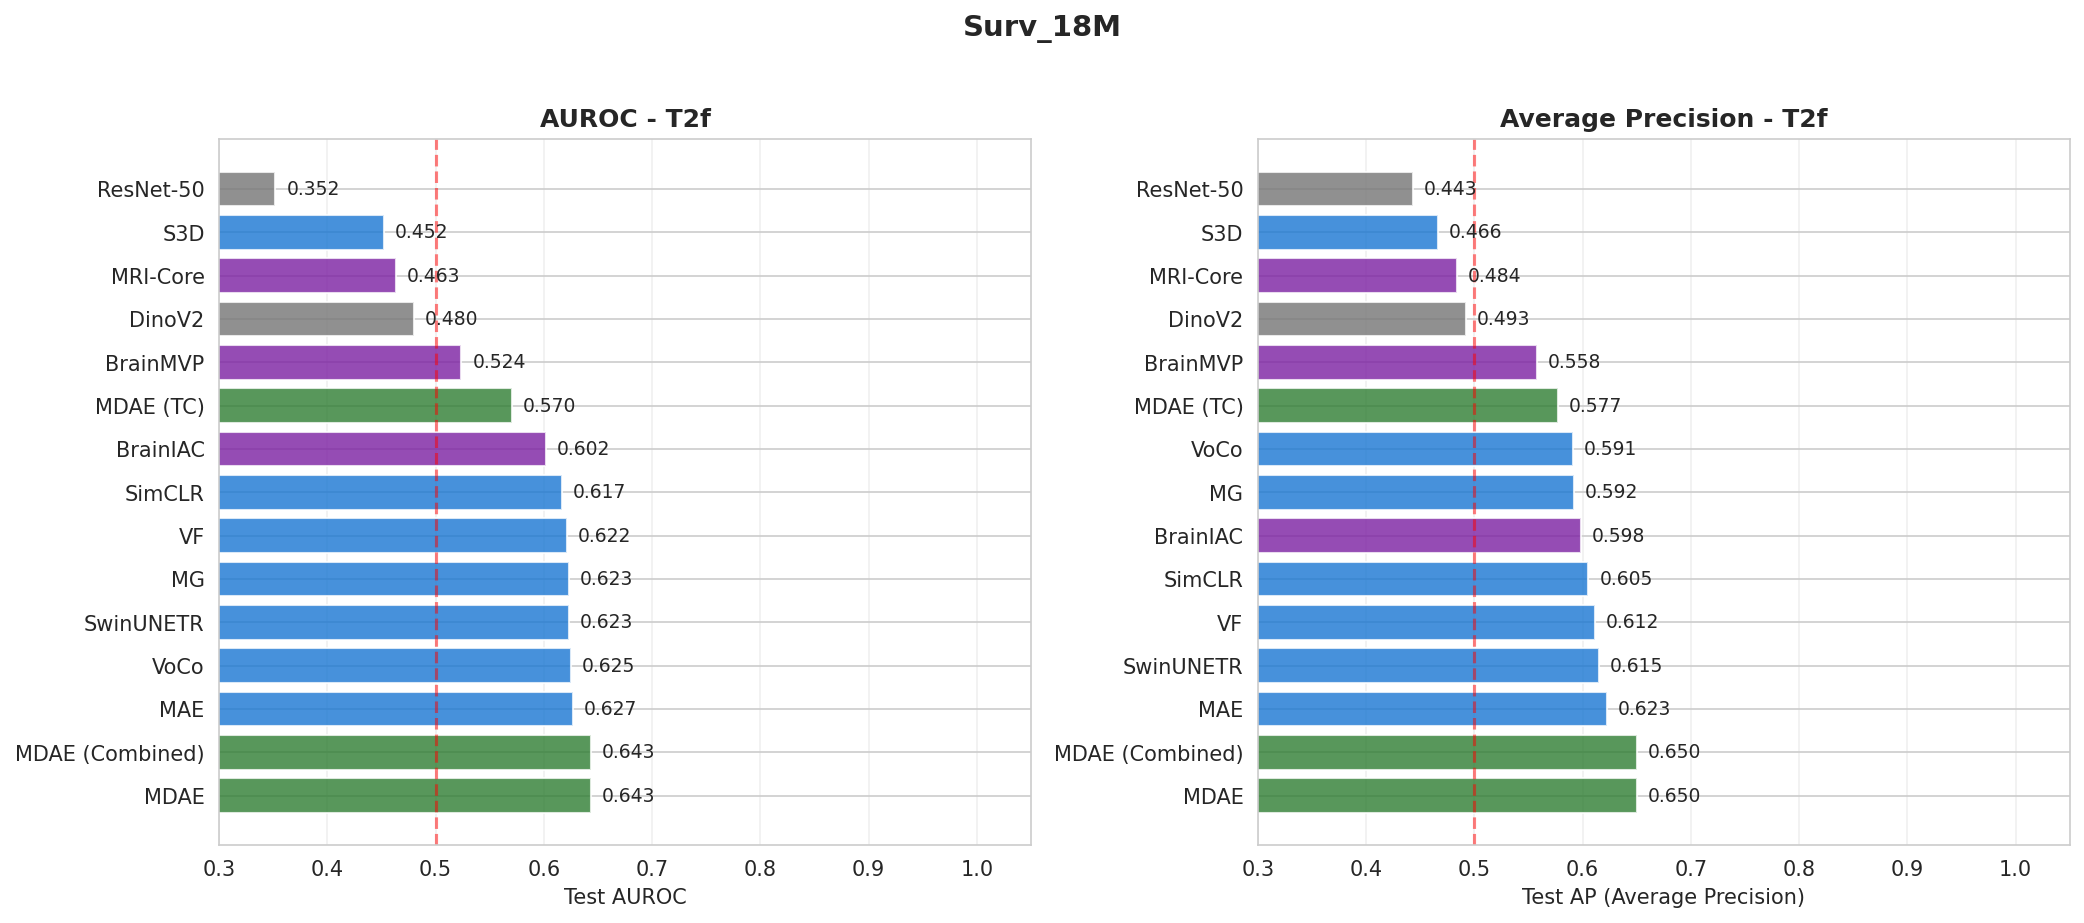 Surv_18M
AUROC - T2f
ResNet-50 0.352
S3D 0.452
MRI-Core 0.463
DinoV2 0.480
BrainMVP 0.524
MDAE (TC) 0.570
BrainIAC 0.602
SimCLR 0.617
VF 0.622
MG 0.623
SwinUNETR 0.623
VoCo 0.625
MAE 0.627
MDAE (Combined) 0.643
MDAE 0.643
0.3 0.4 0.5 0.6 0.7 0.8 0.9 1.0
Test AUROC
Average Precision - T2f
ResNet-50 0.443
S3D 0.466
MRI-Core 0.484
DinoV2 0.493
BrainMVP 0.558
MDAE (TC) 0.577
VoCo 0.591
MG 0.592
BrainIAC 0.598
SimCLR 0.605
VF 0.612
SwinUNETR 0.615
MAE 0.623
MDAE (Combined) 0.650
MDAE 0.650
0.3 0.4 0.5 0.6 0.7 0.8 0.9 1.0
Test AP (Average Precision)